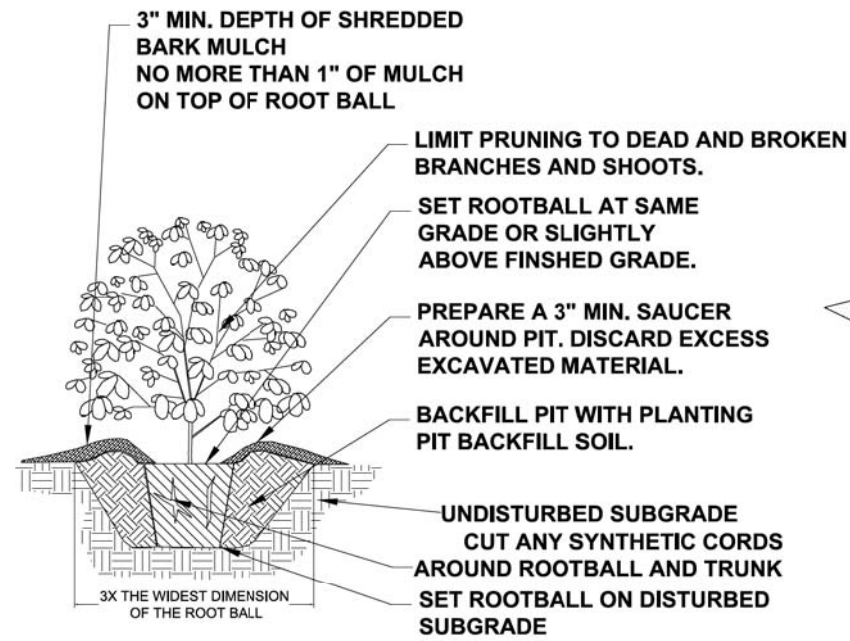 3" MIN. DEPTH OF SHREDDED
BARK MULCH
NO MORE THAN 1" OF MULCH
ON TOP OF ROOT BALL
LIMIT PRUNING TO DEAD AND BROKEN
BRANCHES AND SHOOTS.
SET ROOTBALL AT SAME
GRADE OR SLIGHTLY
ABOVE FINSHED GRADE.
PREPARE A 3" MIN. SAUCER
AROUND PIT. DISCARD EXCESS
EXCAVATED MATERIAL.
BACKFILL PIT WITH PLANTING
PIT BACKFILL SOIL.
UNDISTURBED SUBGRADE
CUT ANY SYNTHETIC CORDS
AROUND ROOTBALL AND TRUNK
SET ROOTBALL ON DISTURBED
SUBGRADE
3X THE WIDEST DIMENSION
OF THE ROOT BALL